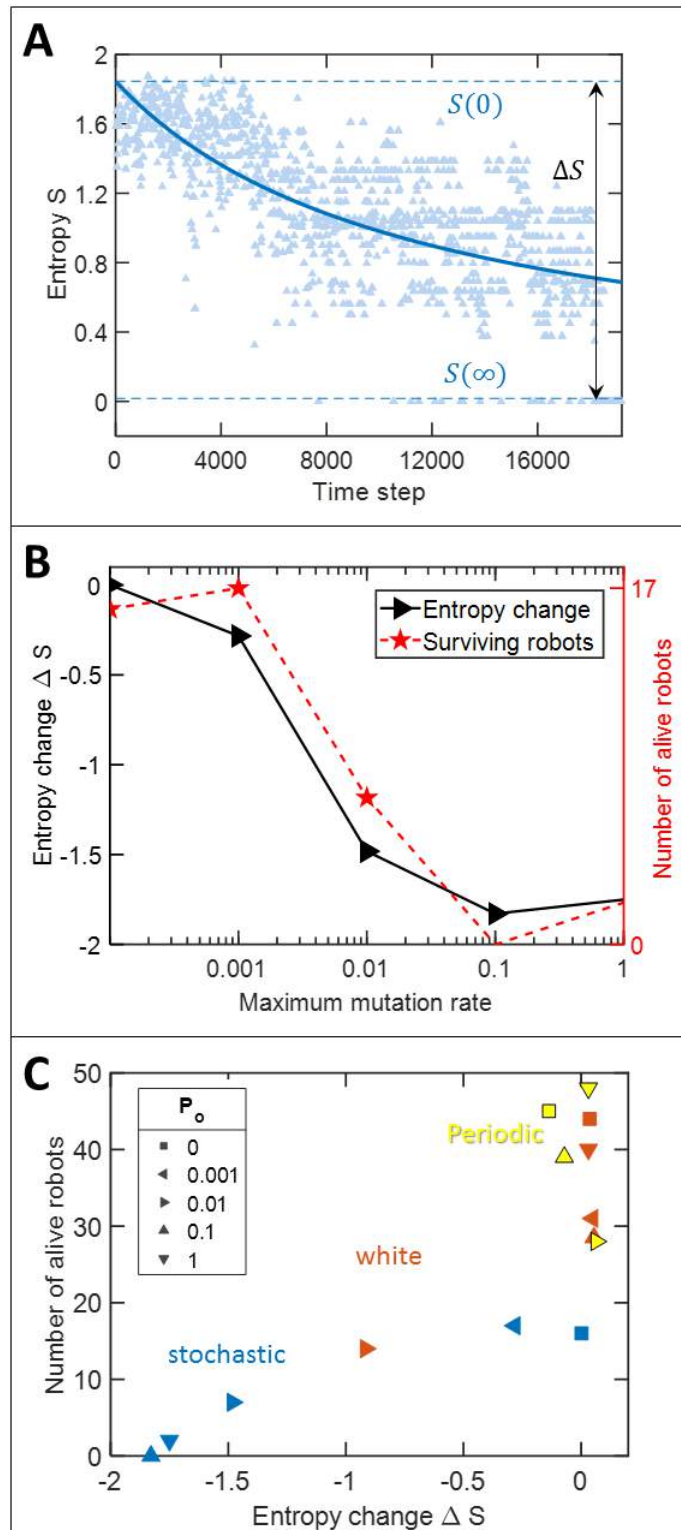 A
2
1.6
1.2
0.8
0.4
0
Entropy S
S(0)
ΔS
S(∞)
0
4000
8000
12000
16000
Time step
B
0
-0.5
-1
-1.5
-2
Entropy change Δ S
Entropy change
Surviving robots
17
0
Number of alive robots
0.001
0.01
0.1
1
Maximum mutation rate
C
50
40
30
20
10
0
Number of alive robots
Po
0
0.001
0.01
0.1
1
Periodic
white
stochastic
-2
-1.5
-1
-0.5
0
Entropy change Δ S